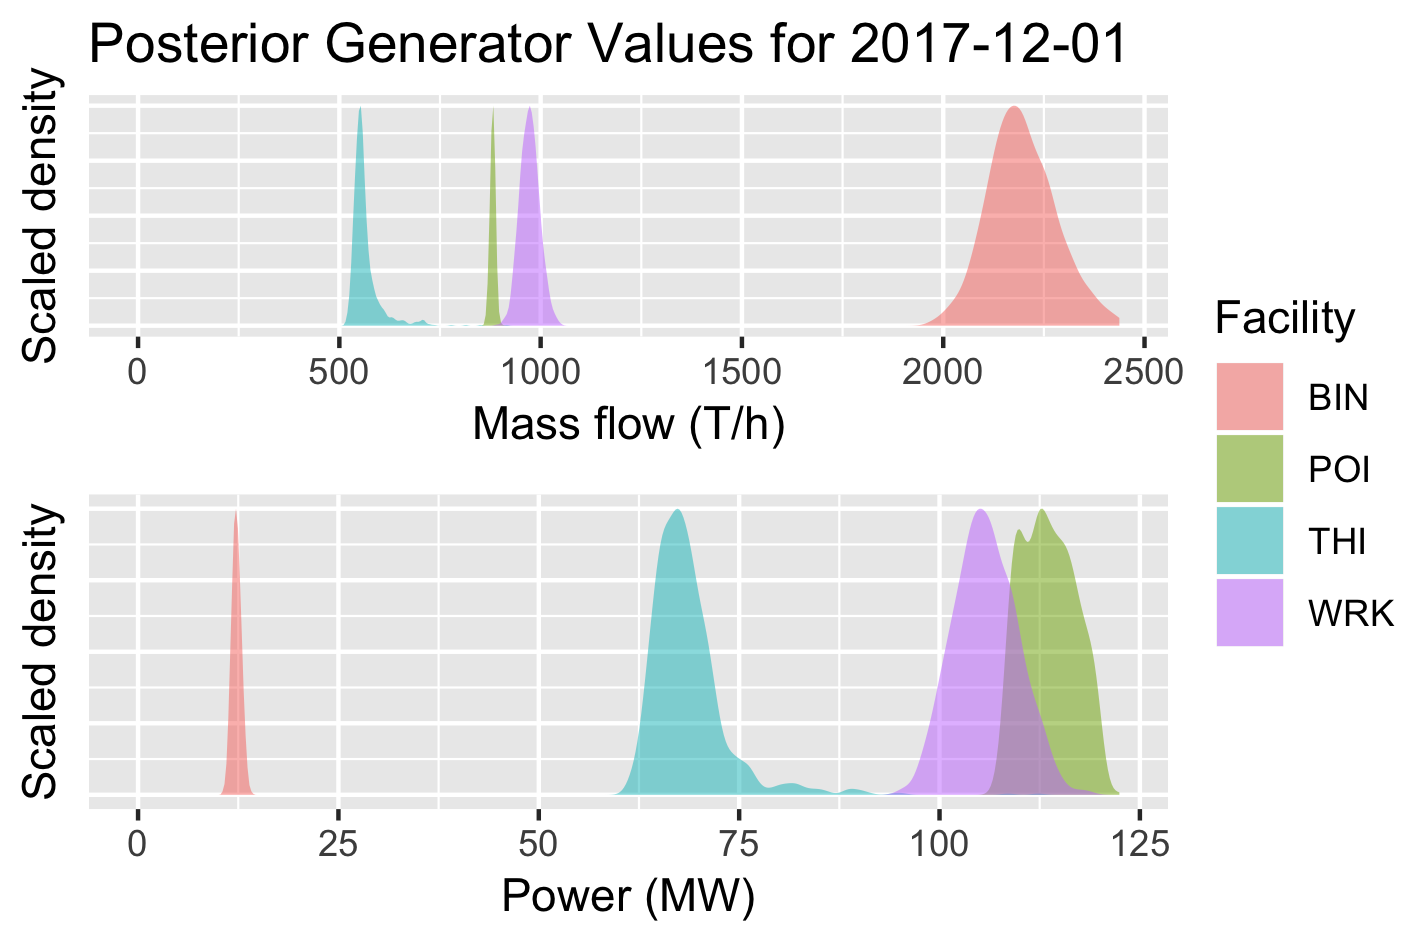 Posterior Generator Values for 2017-12-01
Scaled density
0 500 1000 1500 2000 2500
Mass flow (T/h)
Scaled density
0 25 50 75 100 125
Power (MW)
Facility
BIN
POI
THI
WRK